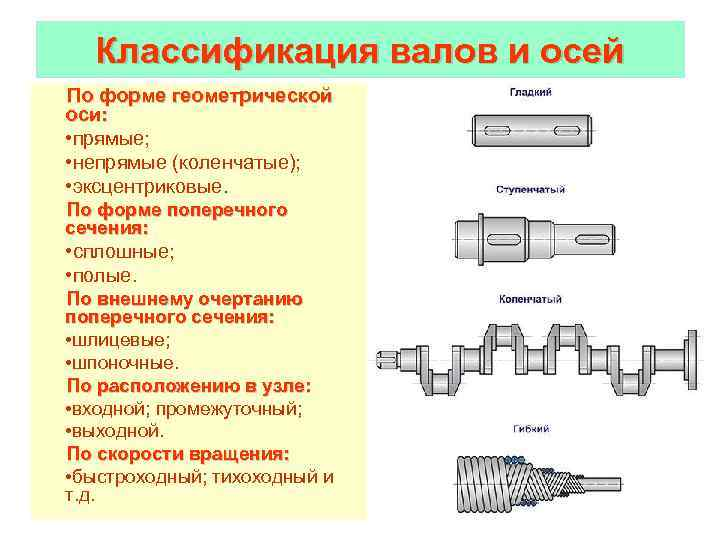 Классификация валов и осей
По форме геометрической
оси:
• прямые;
• непрямые (коленчатые);
• эксцентриковые.
По форме поперечного
сечения:
• сплошные;
• полые.
По внешнему очертанию
поперечного сечения:
• шлицевые;
• шпоночные.
По расположению в узле:
• входной; промежуточный;
• выходной.
По скорости вращения:
• быстроходный; тихоходный и
т. д.
Гладкий
Ступенчатый
Коленчатый
Гибкий